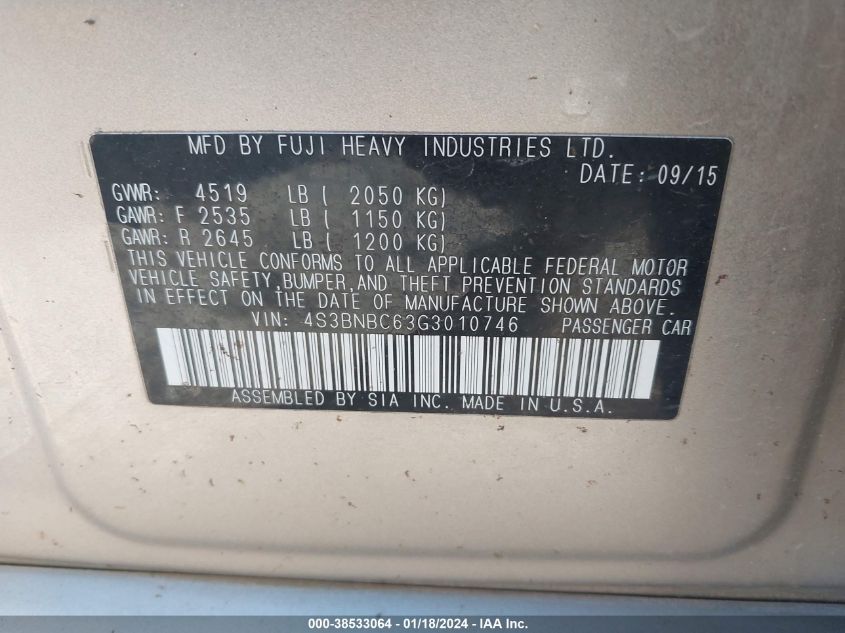 MFD BY FUJI HEAVY INDUSTRIES LTD.
DATE: 09/15
GVWR: 4519 LB ( 2050 KG)
GAWR: F 2535 LB ( 1150 KG)
GAWR: R 2645 LB ( 1200 KG)
THIS VEHICLE CONFORMS TO ALL APPLICABLE FEDERAL MOTOR
VEHICLE SAFETY, BUMPER, AND THEFT PREVENTION STANDARDS
IN EFFECT ON THE DATE OF MANUFACTURE SHOWN ABOVE.
VIN: 4S3BNBC63G3010746 PASSENGER CAR
ASSEMBLED BY SIA INC. MADE IN U.S.A.
000-38533064 - 01/18/2024 - IAA Inc.